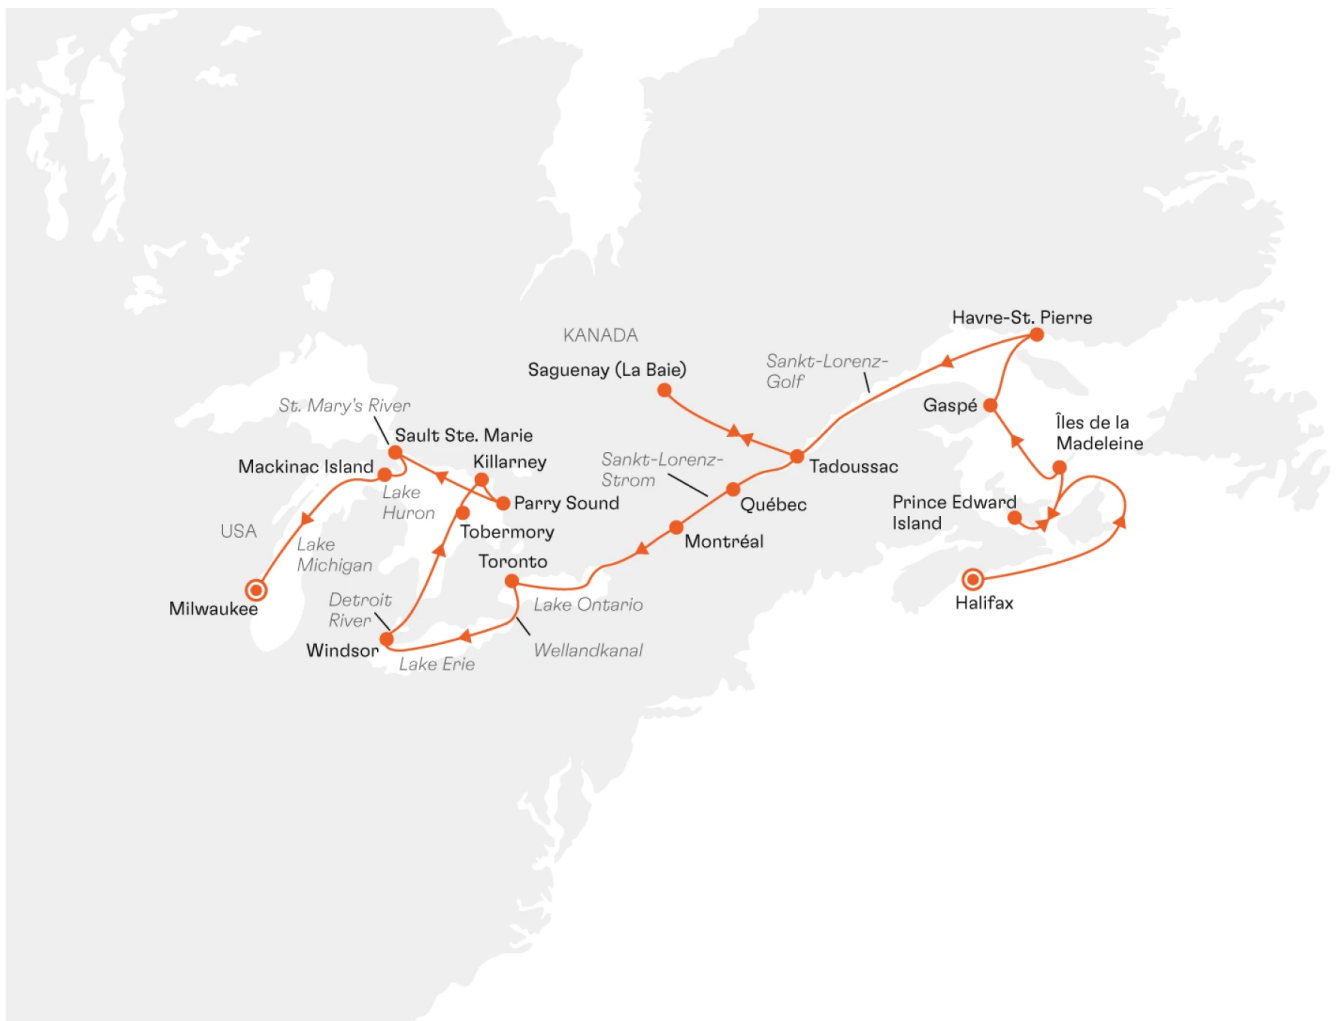 Havre-St. Pierre
KANADA
Sankt-Lorenz-
Golf
Saguenay (La Baie)
Gaspé
St. Mary's River
Îles de la
Madeleine
Sault Ste. Marie
Killarney
Mackinac Island
Sankt-Lorenz-
Strom
Tadoussac
Lake
Huron
Parry Sound
Québec
Prince Edward
Island
USA
Tobermory
Montréal
Lake
Michigan
Toronto
Milwaukee
Detroit
River
Lake Ontario
Halifax
Windsor
Lake Erie
Wellandkanal